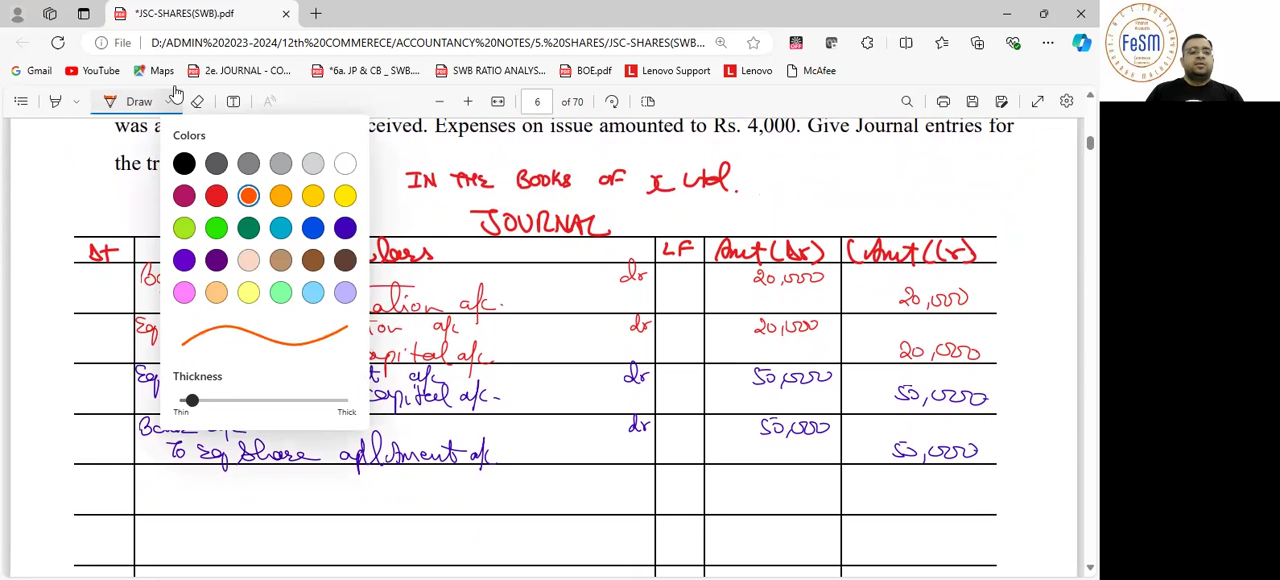 *JSC-SHARES(SWB).pdf
File D:/ADMIN%202023-2024/12th%20COMMERECE/ACCOUNTANCY%20NOTES/5.%20SHARES/JSC-SHARES(SWB...
Gmail YouTube Maps 2e. JOURNAL - CO... *6a. JP & CB _ SWB.... SWB RATIO ANALYS... BOE.pdf Lenovo Support Lenovo McAfee
Draw 6 of 70
was a ceived. Expenses on issue amounted to Rs. 4,000. Give Journal entries for
the tr
Colors
Thickness
Thin Thick
IN THE BOOKS OF X Ltd.
JOURNAL
Dt LF Amt (Dr) Amt (Cr)
dr 20,000
a/c. 20,000
Eq a/c dr 20,000
apital a/c. 20,000
Eq a/c dr 50,000
capital a/c- 50,000
a/c dr 50,000
To Eq Share a/c 50,000
FeSM